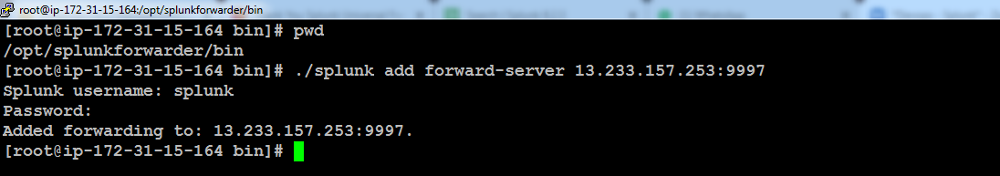 root@ip-172-31-15-164:/opt/splunkforwarder/bin
[root@ip-172-31-15-164 bin]# pwd
/opt/splunkforwarder/bin
[root@ip-172-31-15-164 bin]# ./splunk add forward-server 13.233.157.253:9997
Splunk username: splunk
Password:
Added forwarding to: 13.233.157.253:9997.
[root@ip-172-31-15-164 bin]#